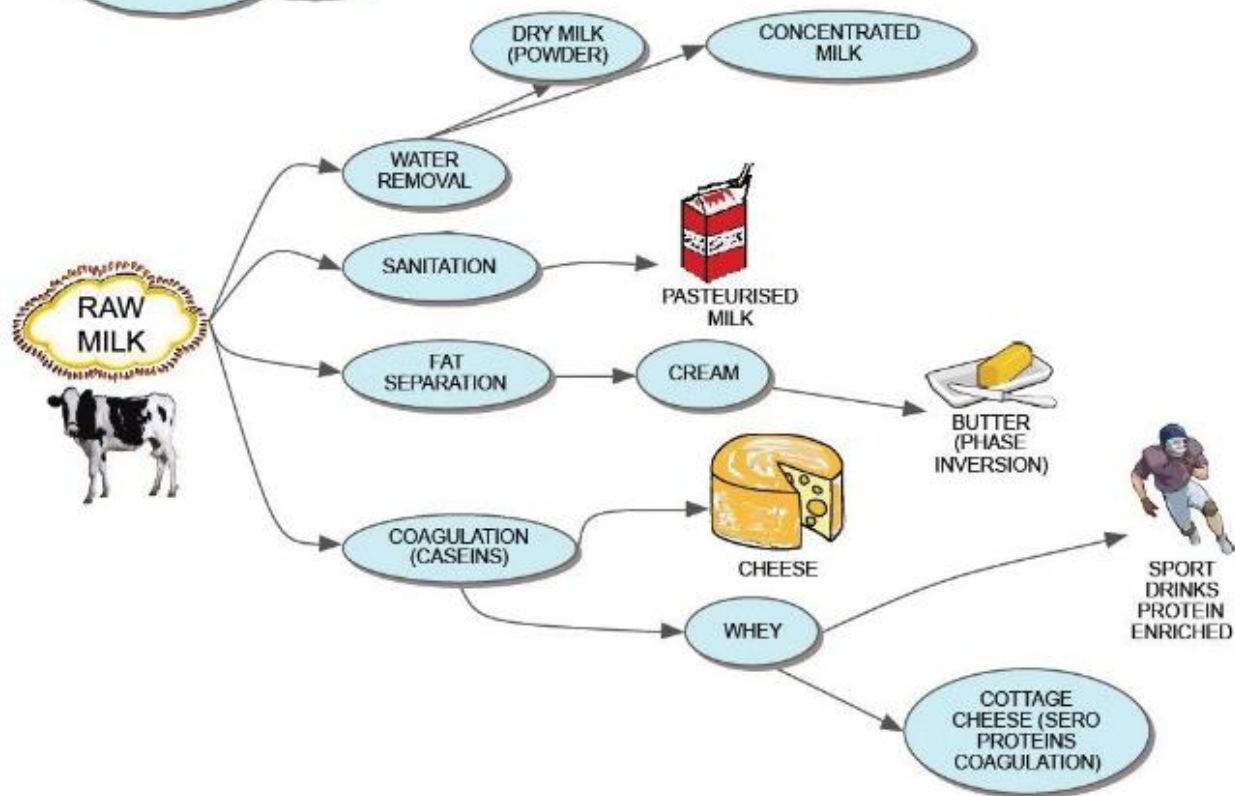 DRY MILK
(POWDER)
CONCENTRATED
MILK
WATER
REMOVAL
SANITATION
PASTEURISED
MILK
RAW
MILK
FAT
SEPARATION
CREAM
BUTTER
(PHASE
INVERSION)
COAGULATION
(CASEINS)
CHEESE
SPORT
DRINKS
PROTEIN
ENRICHED
WHEY
COTTAGE
CHEESE (SERO
PROTEINS
COAGULATION)